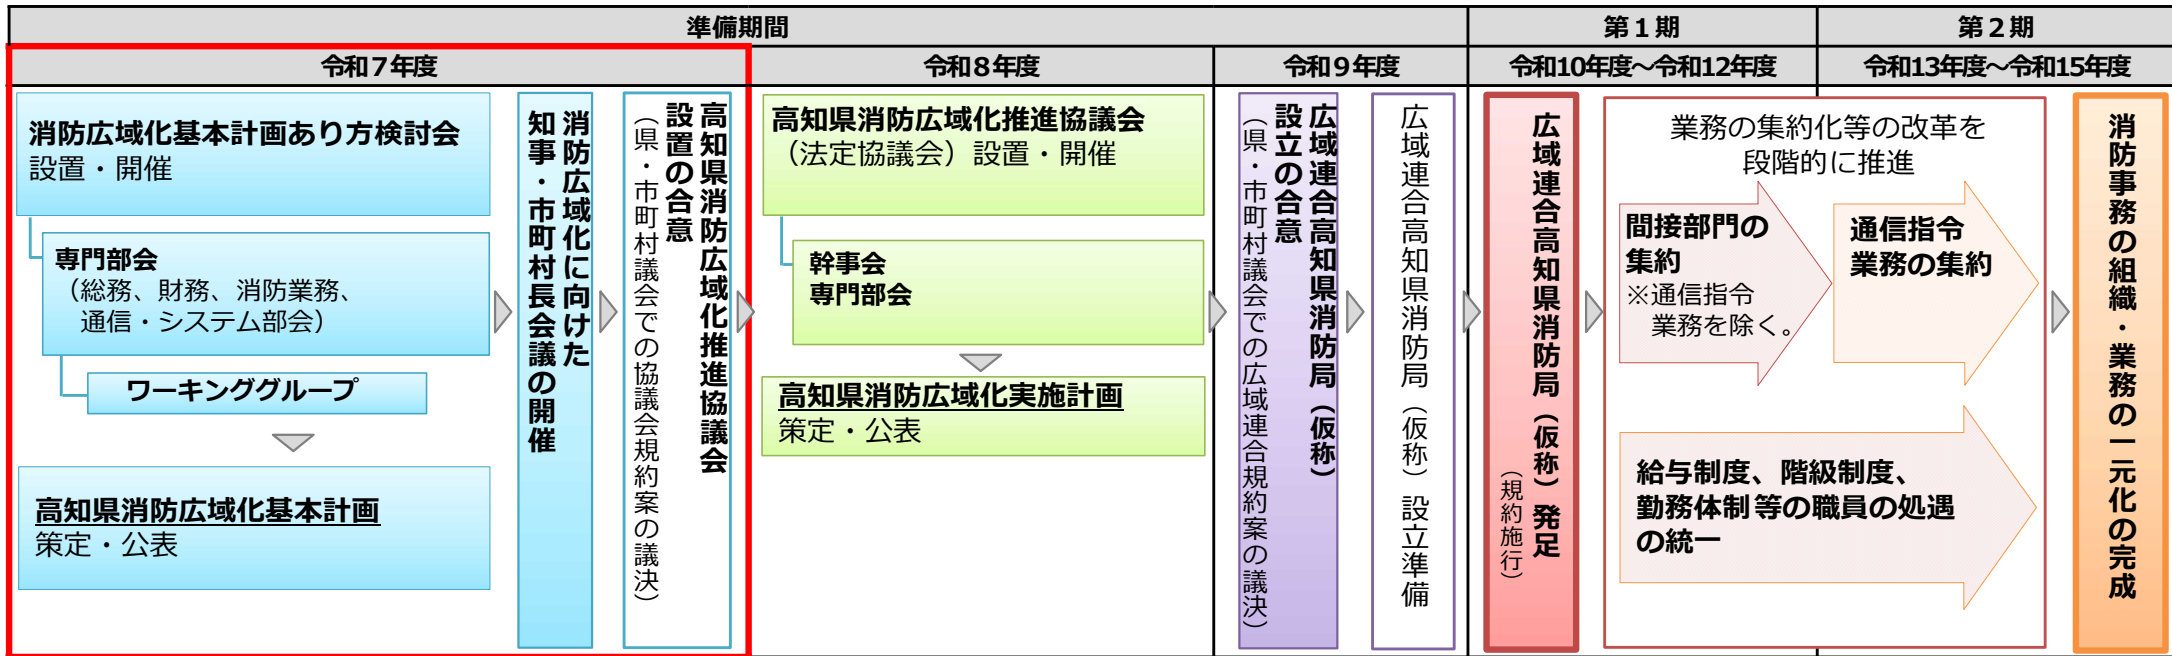 準備期間
第１期
第２期
令和７年度
令和８年度
令和９年度
令和10年度～令和12年度
令和13年度～令和15年度
消防広域化基本計画あり方検討会
設置・開催
専門部会
（総務、財務、消防業務、
通信・システム部会）
ワーキンググループ
高知県消防広域化基本計画
策定・公表
消防広域化に向けた
知事・市町村長会議の開催
高知県消防広域化推進協議会
設置の合意
（県・市町村議会での協議会規約案の議決）
高知県消防広域化推進協議会
（法定協議会）設置・開催
幹事会
専門部会
高知県消防広域化実施計画
策定・公表
広域連合高知県消防局（仮称）
設立の合意
（県・市町村議会での広域連合規約案の議決）
広域連合高知県消防局（仮称）設立準備
広域連合高知県消防局（仮称）発足
（規約施行）
業務の集約化等の改革を
段階的に推進
間接部門の
集約
※通信指令
業務を除く。
通信指令
業務の集約
給与制度、階級制度、
勤務体制等の職員の処遇
の統一
消防事務の組織・業務の一元化の完成